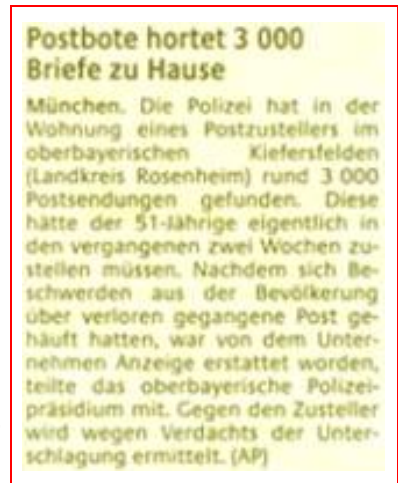 Postbote hortet 3 000
Briefe zu Hause
München. Die Polizei hat in der
Wohnung eines Postzustellers im
oberbayerischen Kiefersfelden
(Landkreis Rosenheim) rund 3 000
Postsendungen gefunden. Diese
hätte der 51-Jährige eigentlich in
den vergangenen zwei Wochen zu-
stellen müssen. Nachdem sich Be-
schwerden aus der Bevölkerung
über verloren gegangene Post ge-
häuft hatten, war von dem Unter-
nehmen Anzeige erstattet worden,
teilte das oberbayerische Polizei-
präsidium mit. Gegen den Zusteller
wird wegen Verdachts der Unter-
schlagung ermittelt. (AP)